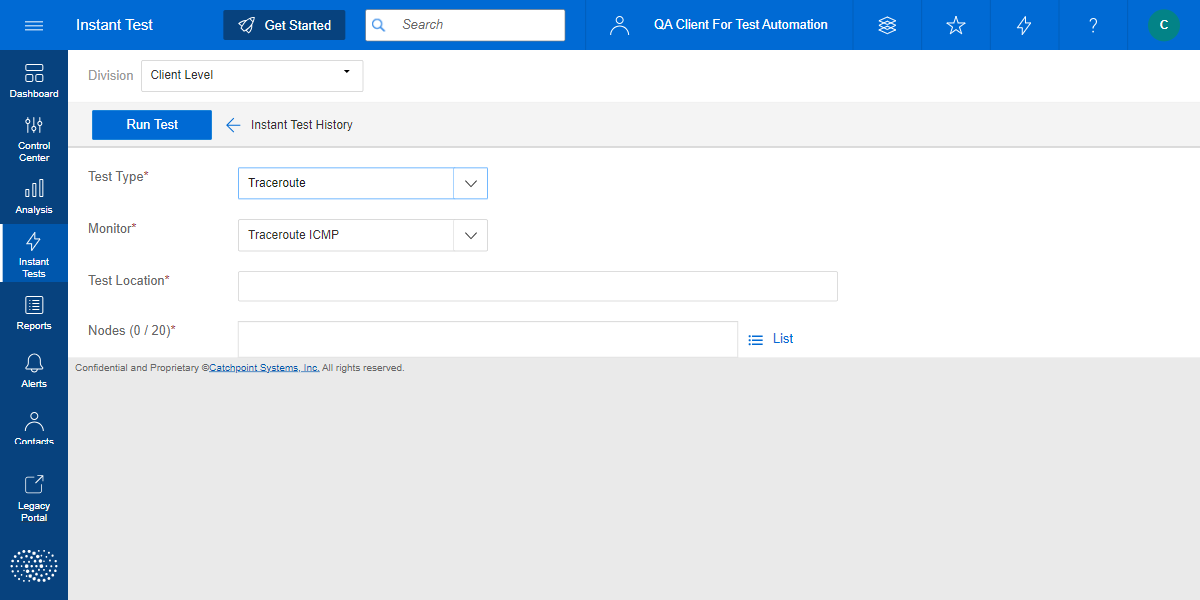 Instant Test
Get Started
Search
QA Client For Test Automation
?
C
Dashboard
Control
Center
Analysis
Instant
Tests
Reports
Alerts
Contacts
Legacy
Portal
Division
Client Level
Run Test
Instant Test History
Test Type*
Traceroute
Monitor*
Traceroute ICMP
Test Location*
Nodes (0 / 20)*
List
Confidential and Proprietary ©Catchpoint Systems, Inc. All rights reserved.